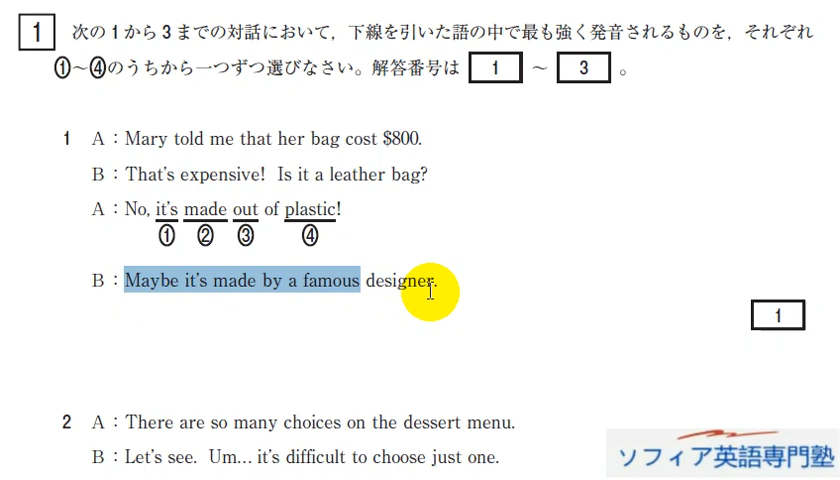 1 次の1から3までの対話において，下線を引いた語の中で最も強く発音されるものを，それぞれ
①～④のうちから一つずつ選びなさい。解答番号は 1 ～ 3 。
1 A：Mary told me that her bag cost $800.
B：That's expensive! Is it a leather bag?
A：No, it's made out of plastic!
① ② ③ ④
B：Maybe it's made by a famous designer.
1
2 A：There are so many choices on the dessert menu.
B：Let's see. Um... it's difficult to choose just one.
ソフィア英語専門塾